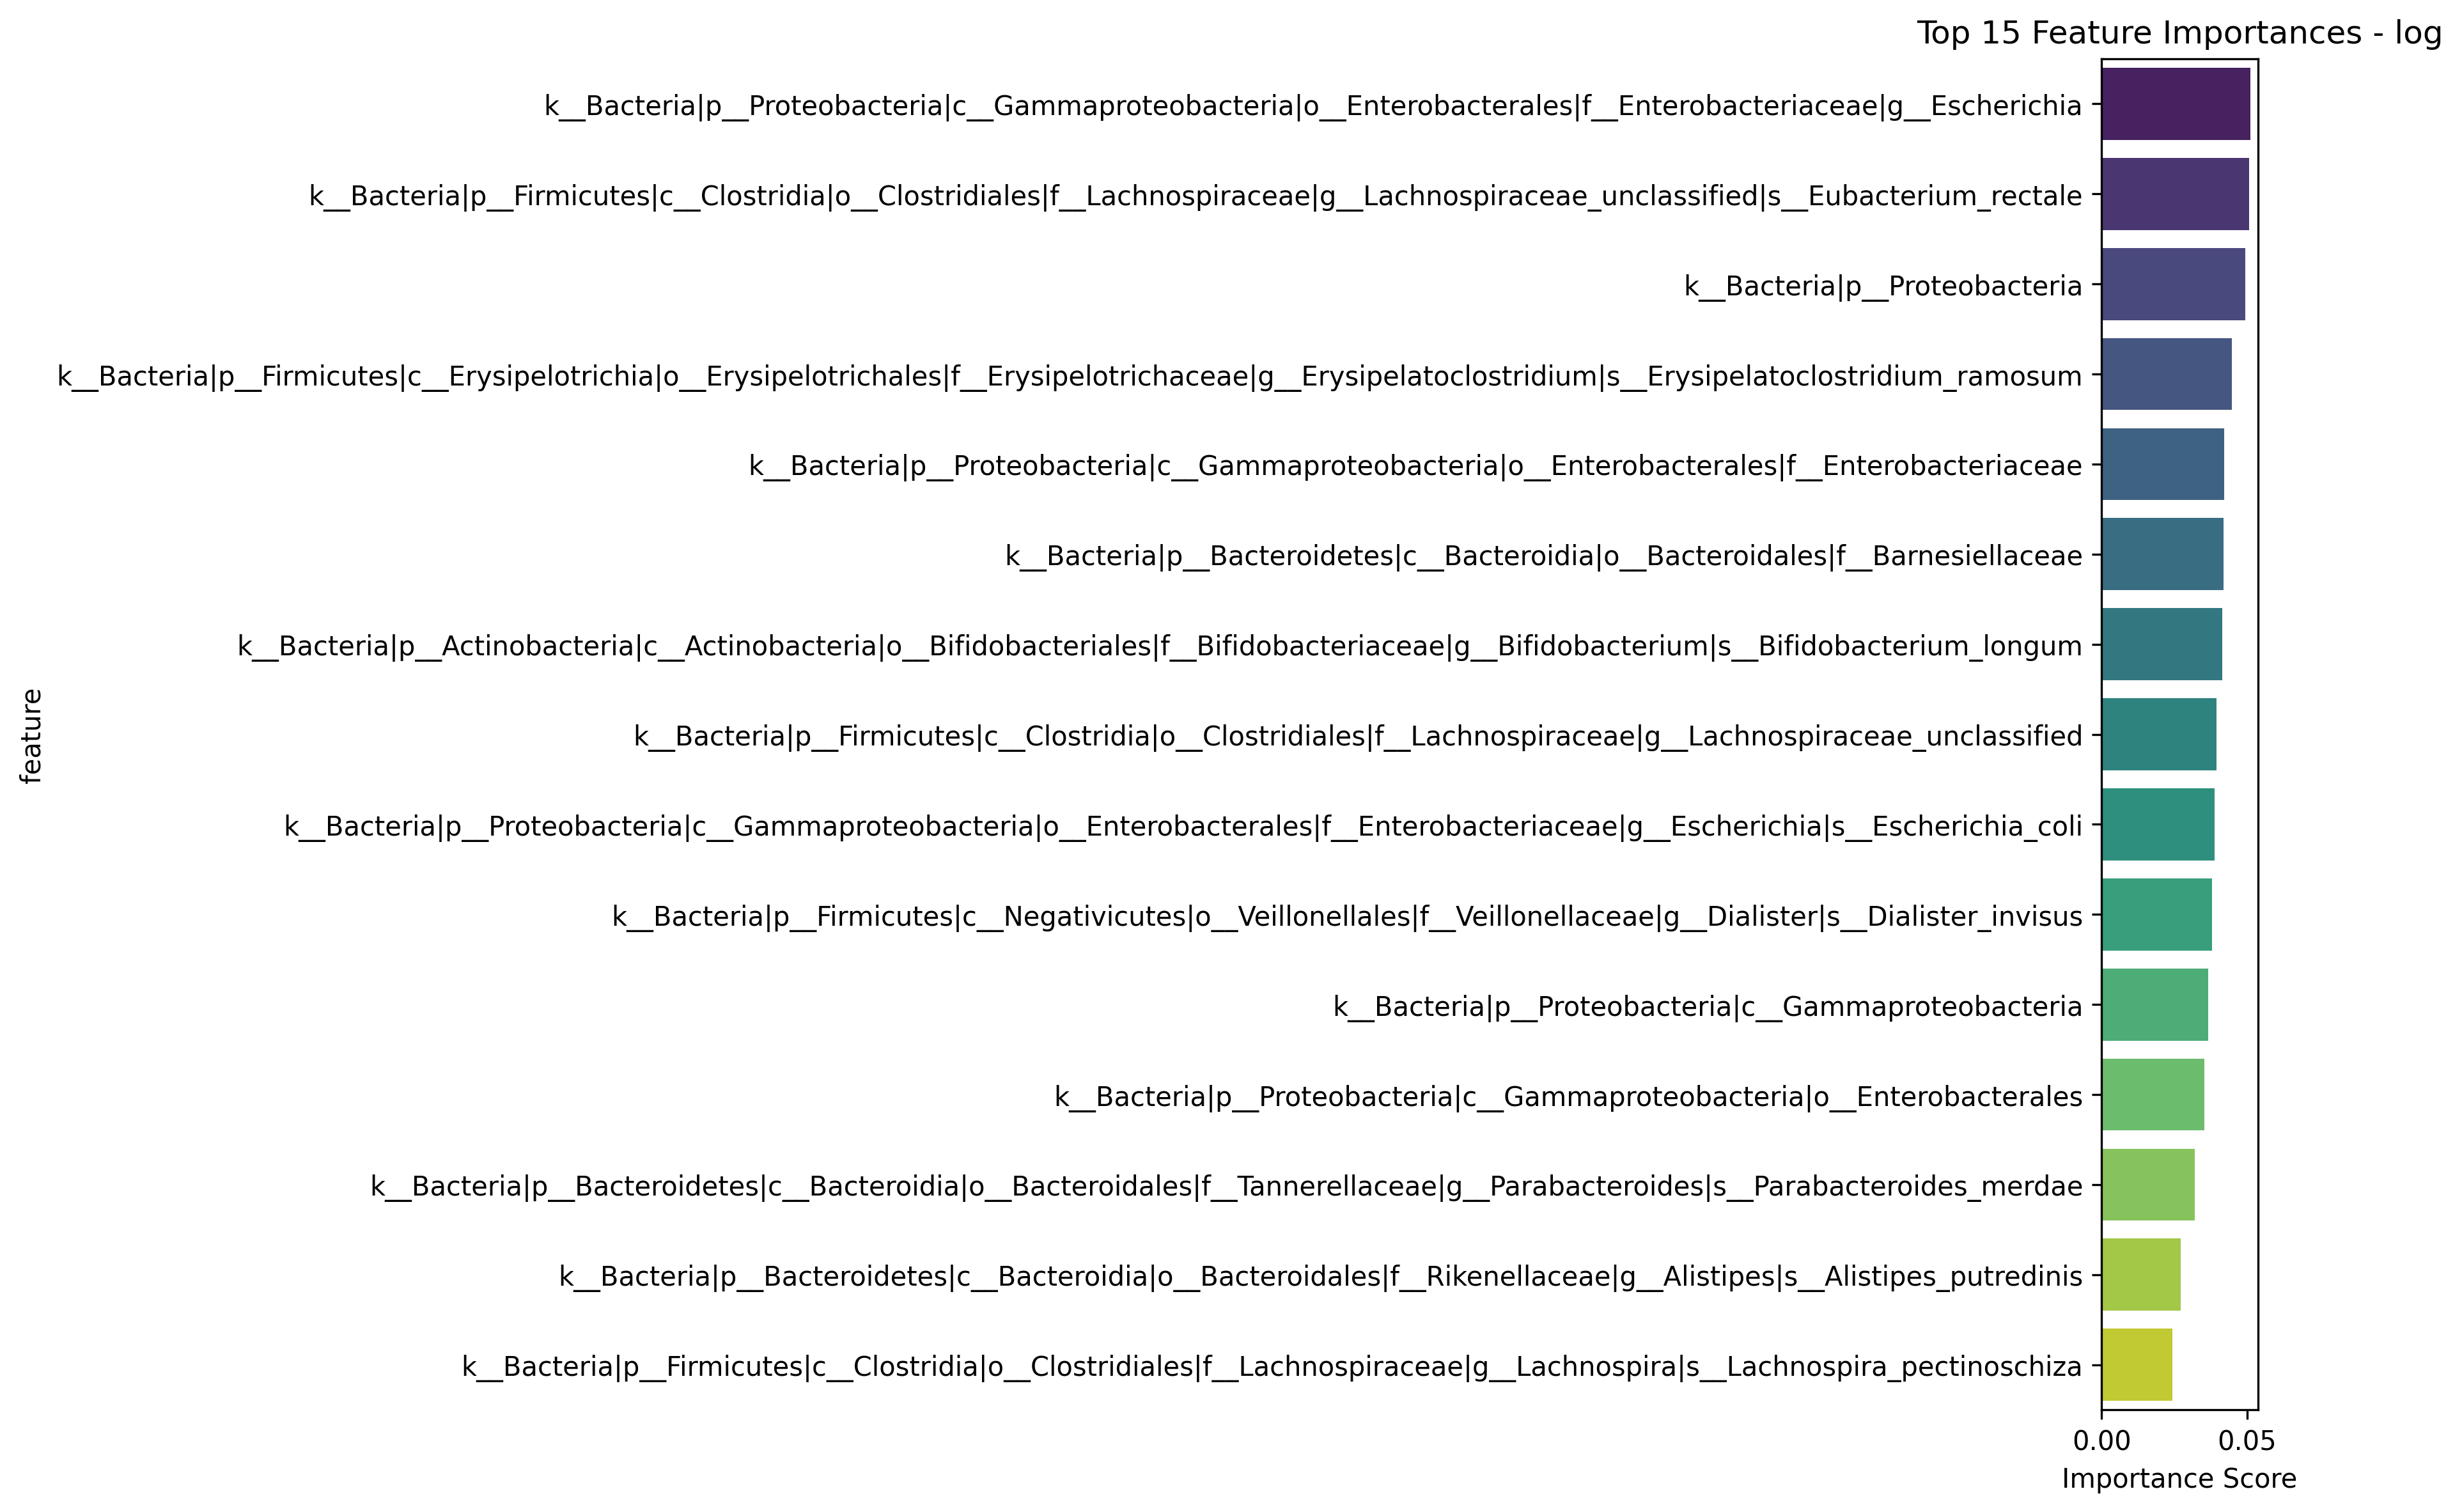 Top 15 Feature Importances - log
k__Bacteria|p__Proteobacteria|c__Gammaproteobacteria|o__Enterobacterales|f__Enterobacteriaceae|g__Escherichia
k__Bacteria|p__Firmicutes|c__Clostridia|o__Clostridiales|f__Lachnospiraceae|g__Lachnospiraceae_unclassified|s__Eubacterium_rectale
k__Bacteria|p__Proteobacteria
k__Bacteria|p__Firmicutes|c__Erysipelotrichia|o__Erysipelotrichales|f__Erysipelotrichaceae|g__Erysipelatoclostridium|s__Erysipelatoclostridium_ramosum
k__Bacteria|p__Proteobacteria|c__Gammaproteobacteria|o__Enterobacterales|f__Enterobacteriaceae
k__Bacteria|p__Bacteroidetes|c__Bacteroidia|o__Bacteroidales|f__Barnesiellaceae
k__Bacteria|p__Actinobacteria|c__Actinobacteria|o__Bifidobacteriales|f__Bifidobacteriaceae|g__Bifidobacterium|s__Bifidobacterium_longum
k__Bacteria|p__Firmicutes|c__Clostridia|o__Clostridiales|f__Lachnospiraceae|g__Lachnospiraceae_unclassified
k__Bacteria|p__Proteobacteria|c__Gammaproteobacteria|o__Enterobacterales|f__Enterobacteriaceae|g__Escherichia|s__Escherichia_coli
k__Bacteria|p__Firmicutes|c__Negativicutes|o__Veillonellales|f__Veillonellaceae|g__Dialister|s__Dialister_invisus
k__Bacteria|p__Proteobacteria|c__Gammaproteobacteria
k__Bacteria|p__Proteobacteria|c__Gammaproteobacteria|o__Enterobacterales
k__Bacteria|p__Bacteroidetes|c__Bacteroidia|o__Bacteroidales|f__Tannerellaceae|g__Parabacteroides|s__Parabacteroides_merdae
k__Bacteria|p__Bacteroidetes|c__Bacteroidia|o__Bacteroidales|f__Rikenellaceae|g__Alistipes|s__Alistipes_putredinis
k__Bacteria|p__Firmicutes|c__Clostridia|o__Clostridiales|f__Lachnospiraceae|g__Lachnospira|s__Lachnospira_pectinoschiza
feature
0.00 0.05
Importance Score